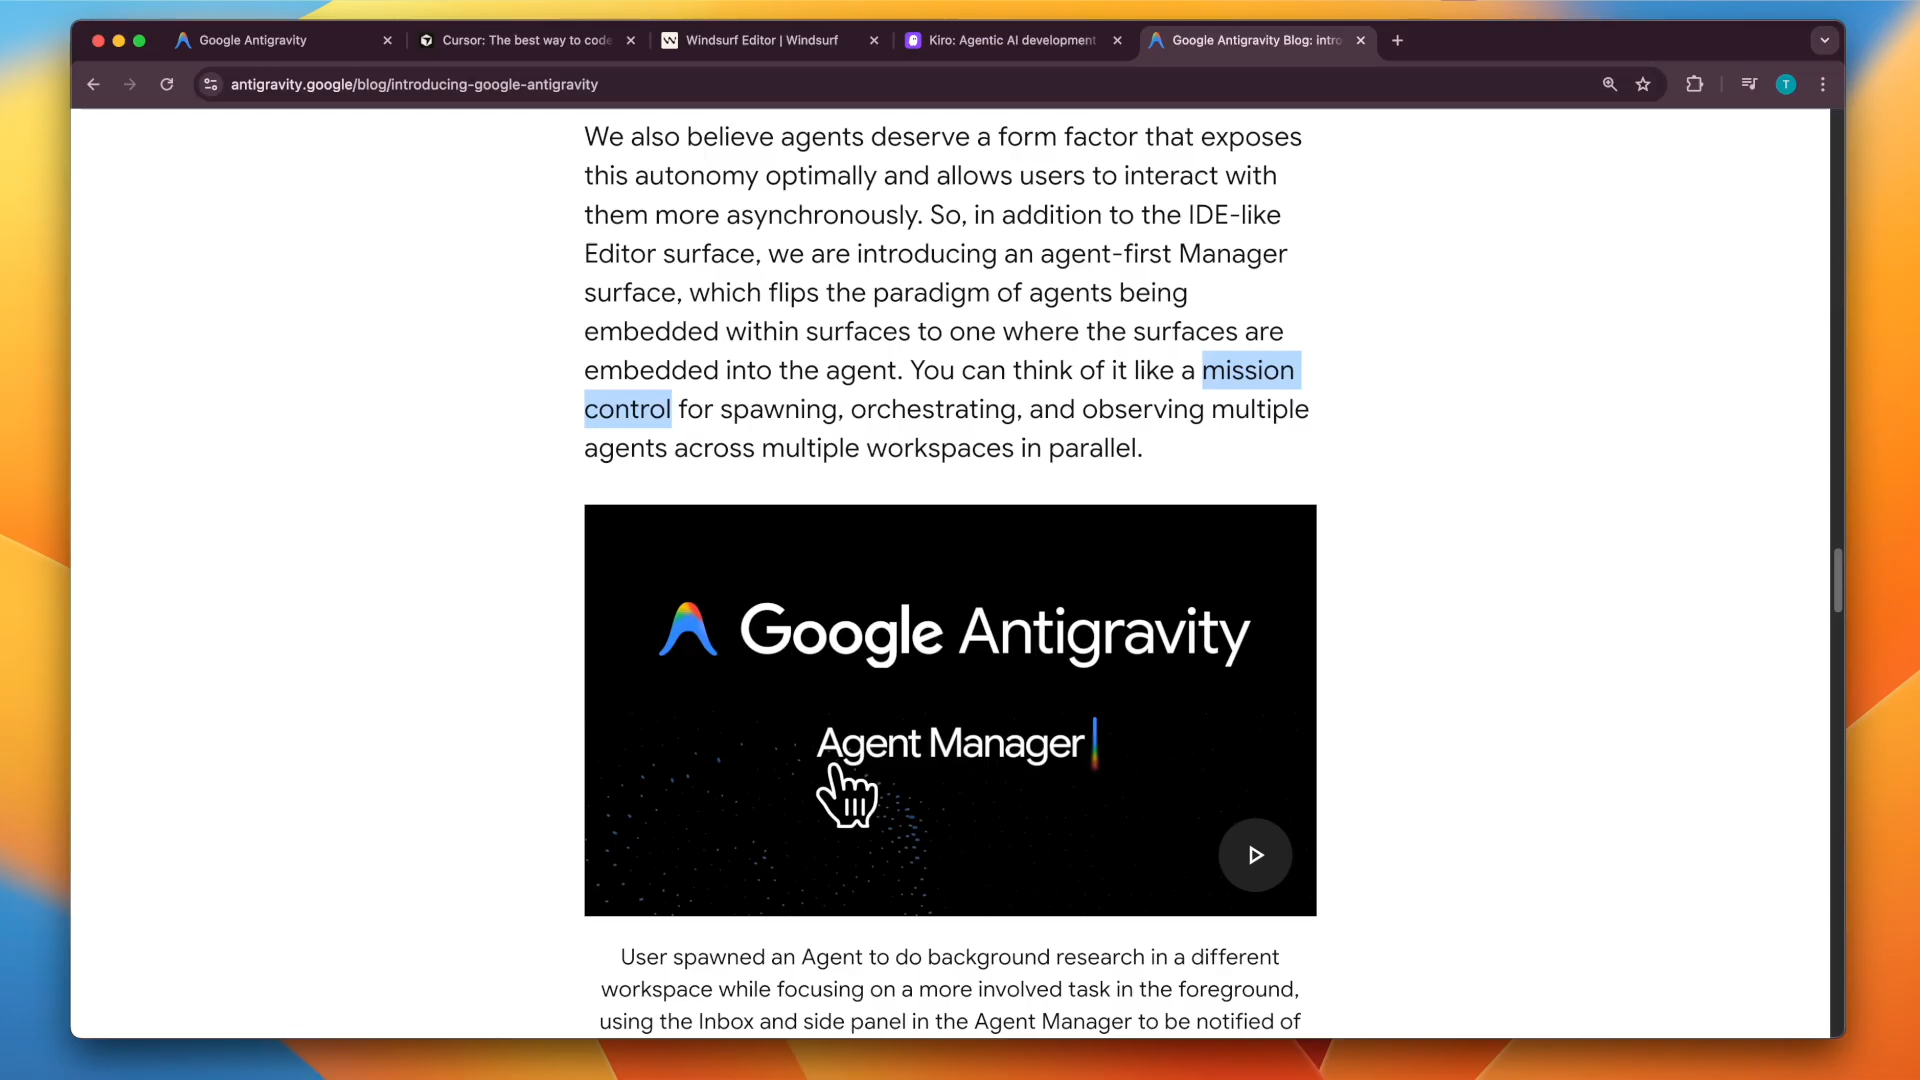 Google Antigravity
Cursor: The best way to code
Windsurf Editor | Windsurf
Kiro: Agentic AI development
Google Antigravity Blog: intro
antigravity.google/blog/introducing-google-antigravity
T
We also believe agents deserve a form factor that exposes
this autonomy optimally and allows users to interact with
them more asynchronously. So, in addition to the IDE-like
Editor surface, we are introducing an agent-first Manager
surface, which flips the paradigm of agents being
embedded within surfaces to one where the surfaces are
embedded into the agent. You can think of it like a mission
control for spawning, orchestrating, and observing multiple
agents across multiple workspaces in parallel.
Google Antigravity
Agent Manager
User spawned an Agent to do background research in a different
workspace while focusing on a more involved task in the foreground,
using the Inbox and side panel in the Agent Manager to be notified of